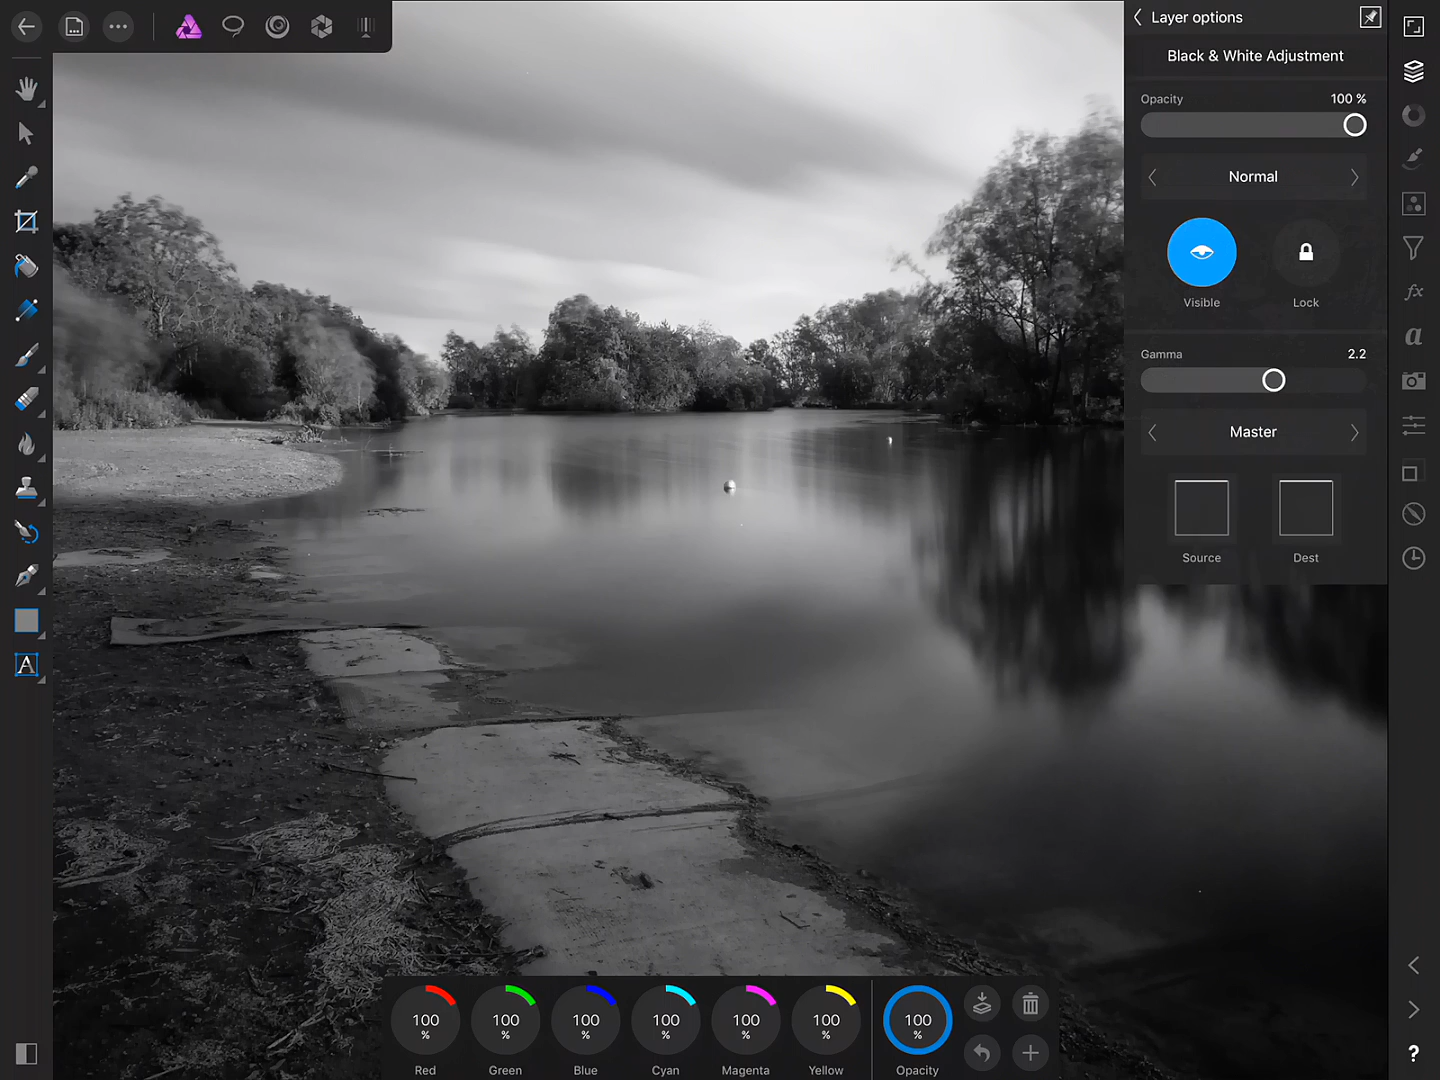 Layer options
Black & White Adjustment
Opacity 100 %
Normal
Visible Lock
Gamma 2.2
Master
Source Dest
fx
a
A
100 % 100 % 100 % 100 % 100 % 100 % 100 %
Red Green Blue Cyan Magenta Yellow Opacity
?